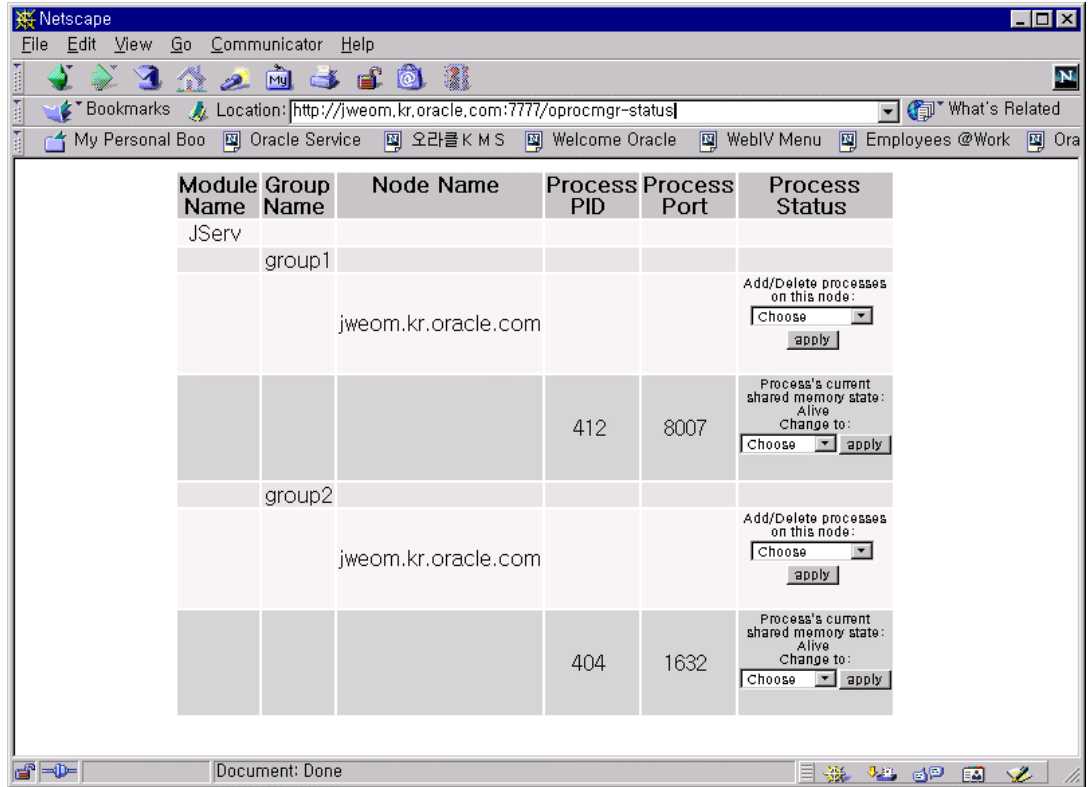 Netscape
File Edit View Go Communicator Help
My
N
Bookmarks Location: http://jweom.kr.oracle.com:7777/oprocmgr-status What's Related
My Personal Boo Oracle Service 오라클 K M S Welcome Oracle WebIV Menu Employees @Work Ora
Module Name Group Name Node Name Process PID Process Port Process Status
JServ
group1
Add/Delete processes
on this node:
jweom.kr.oracle.com Choose
apply
Process's current
shared memory state:
Alive
412 8007 Change to:
Choose apply
group2
Add/Delete processes
on this node:
jweom.kr.oracle.com Choose
apply
Process's current
shared memory state:
Alive
404 1632 Change to:
Choose apply
Document: Done